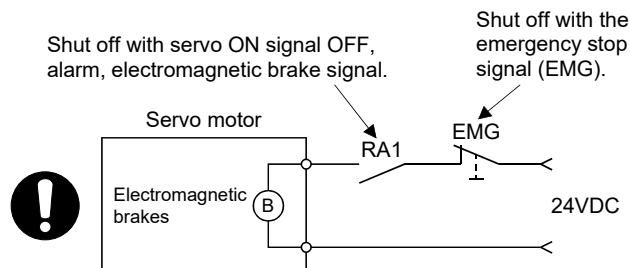 Shut off with servo ON signal OFF,
alarm, electromagnetic brake signal.
Shut off with the
emergency stop
signal (EMG).
Servo motor
RA1
EMG
Electromagnetic
brakes
B
24VDC